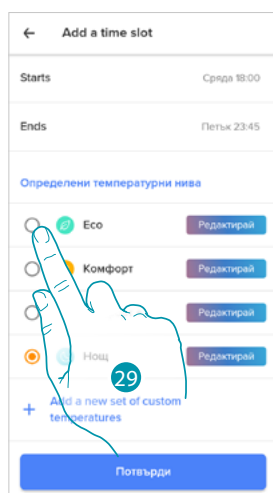 ← Add a time slot
Starts Сряда 18:00
Ends Петък 23:45
Определени температурни нива
Eco Редактирай
Комфорт Редактирай
Редактирай
Нощ Редактирай
29
+ Add a new set of custom
temperatures
Потвърди